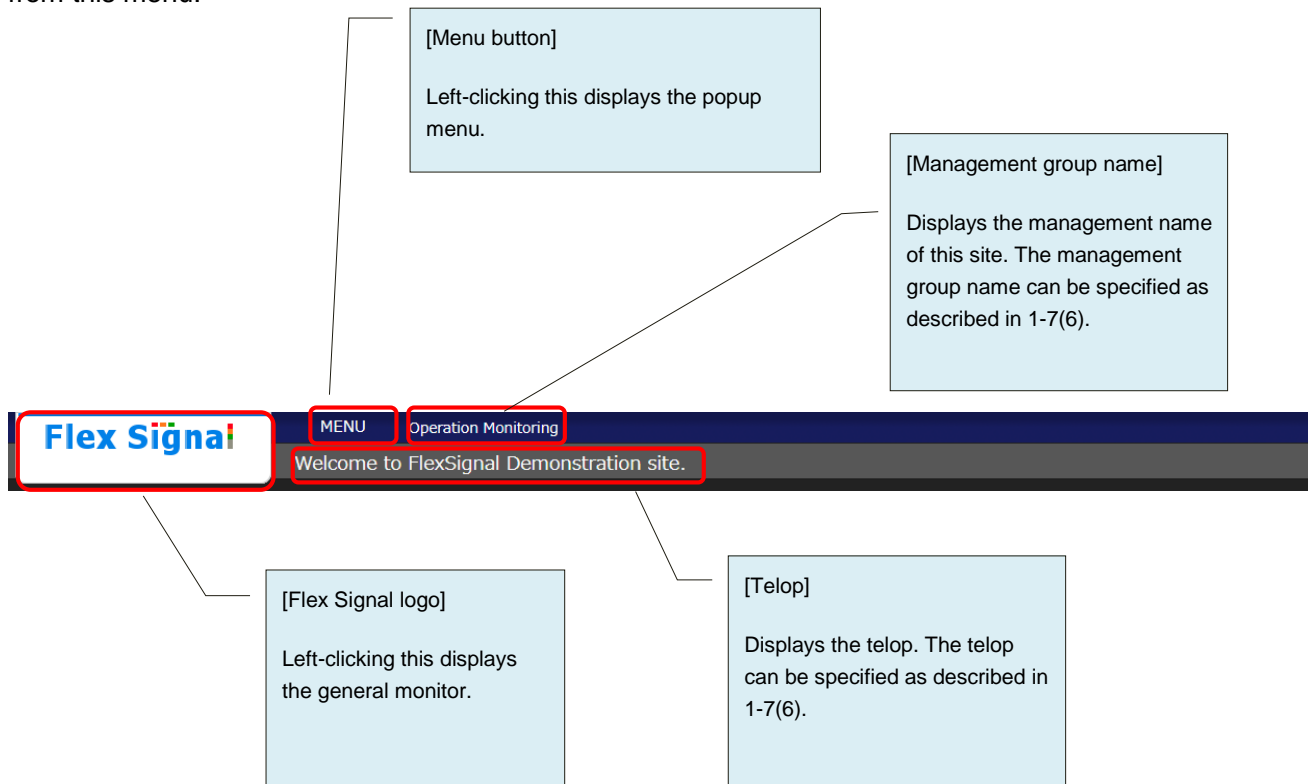 from this menu.
[Menu button]
Left-clicking this displays the popup
menu.
[Management group name]
Displays the management name
of this site. The management
group name can be specified as
described in 1-7(6).
Flex Signal
MENU
Operation Monitoring
Welcome to FlexSignal Demonstration site.
[Flex Signal logo]
Left-clicking this displays
the general monitor.
[Telop]
Displays the telop. The telop
can be specified as described in
1-7(6).